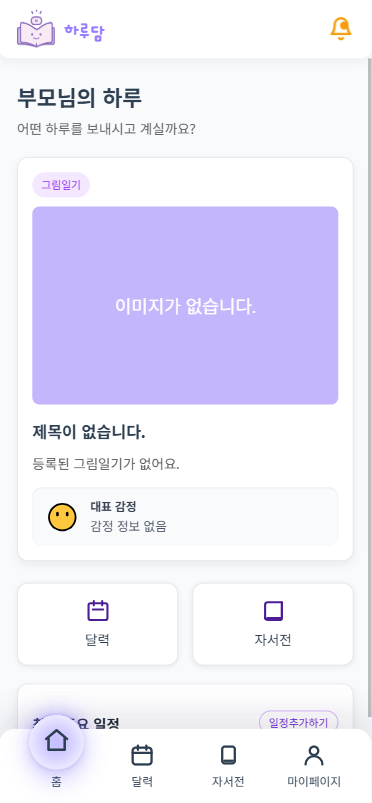 하루담
부모님의 하루
어떤 하루를 보내시고 계실까요?
그림일기
이미지가 없습니다.
제목이 없습니다.
등록된 그림일기가 없어요.
대표 감정
감정 정보 없음
달력
자서전
일정
일정추가하기
홈
달력
자서전
마이페이지